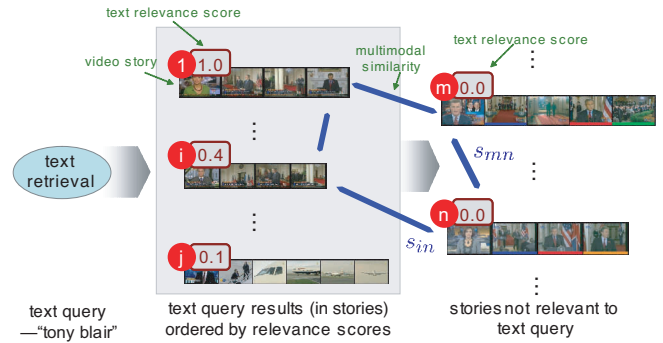 text relevance score
video story
1
1.0
multimodal
similarity
text relevance score
m
0.0
text
retrieval
i
0.4
s_mn
n
0.0
s_in
j
0.1
text query
—“tony blair”
text query results (in stories)
ordered by relevance scores
stories not relevant to
text query